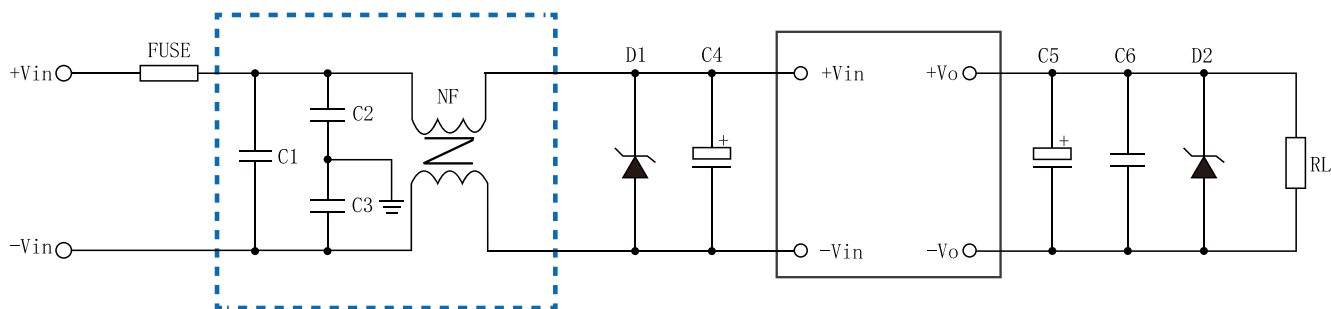 FUSE
+Vin
C1
C2
C3
NF
D1
C4
+
+Vin
+Vo
C5
+
C6
D2
RL
−Vin
−Vin
−Vo